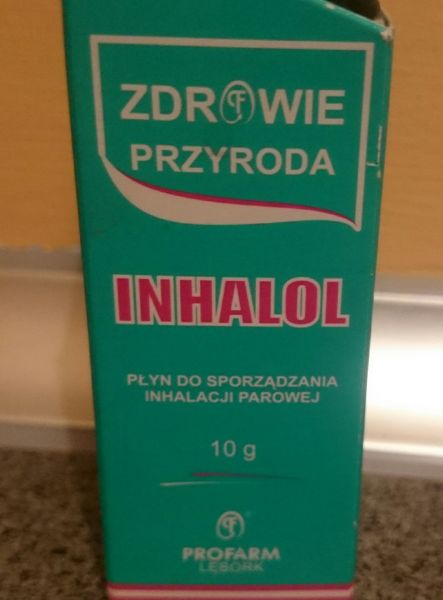 ZDROWIE
PRZYRODA
INHALOL
PŁYN DO SPORZĄDZANIA
INHALACJI PAROWEJ
10 g
PROFARM
LĘBORK